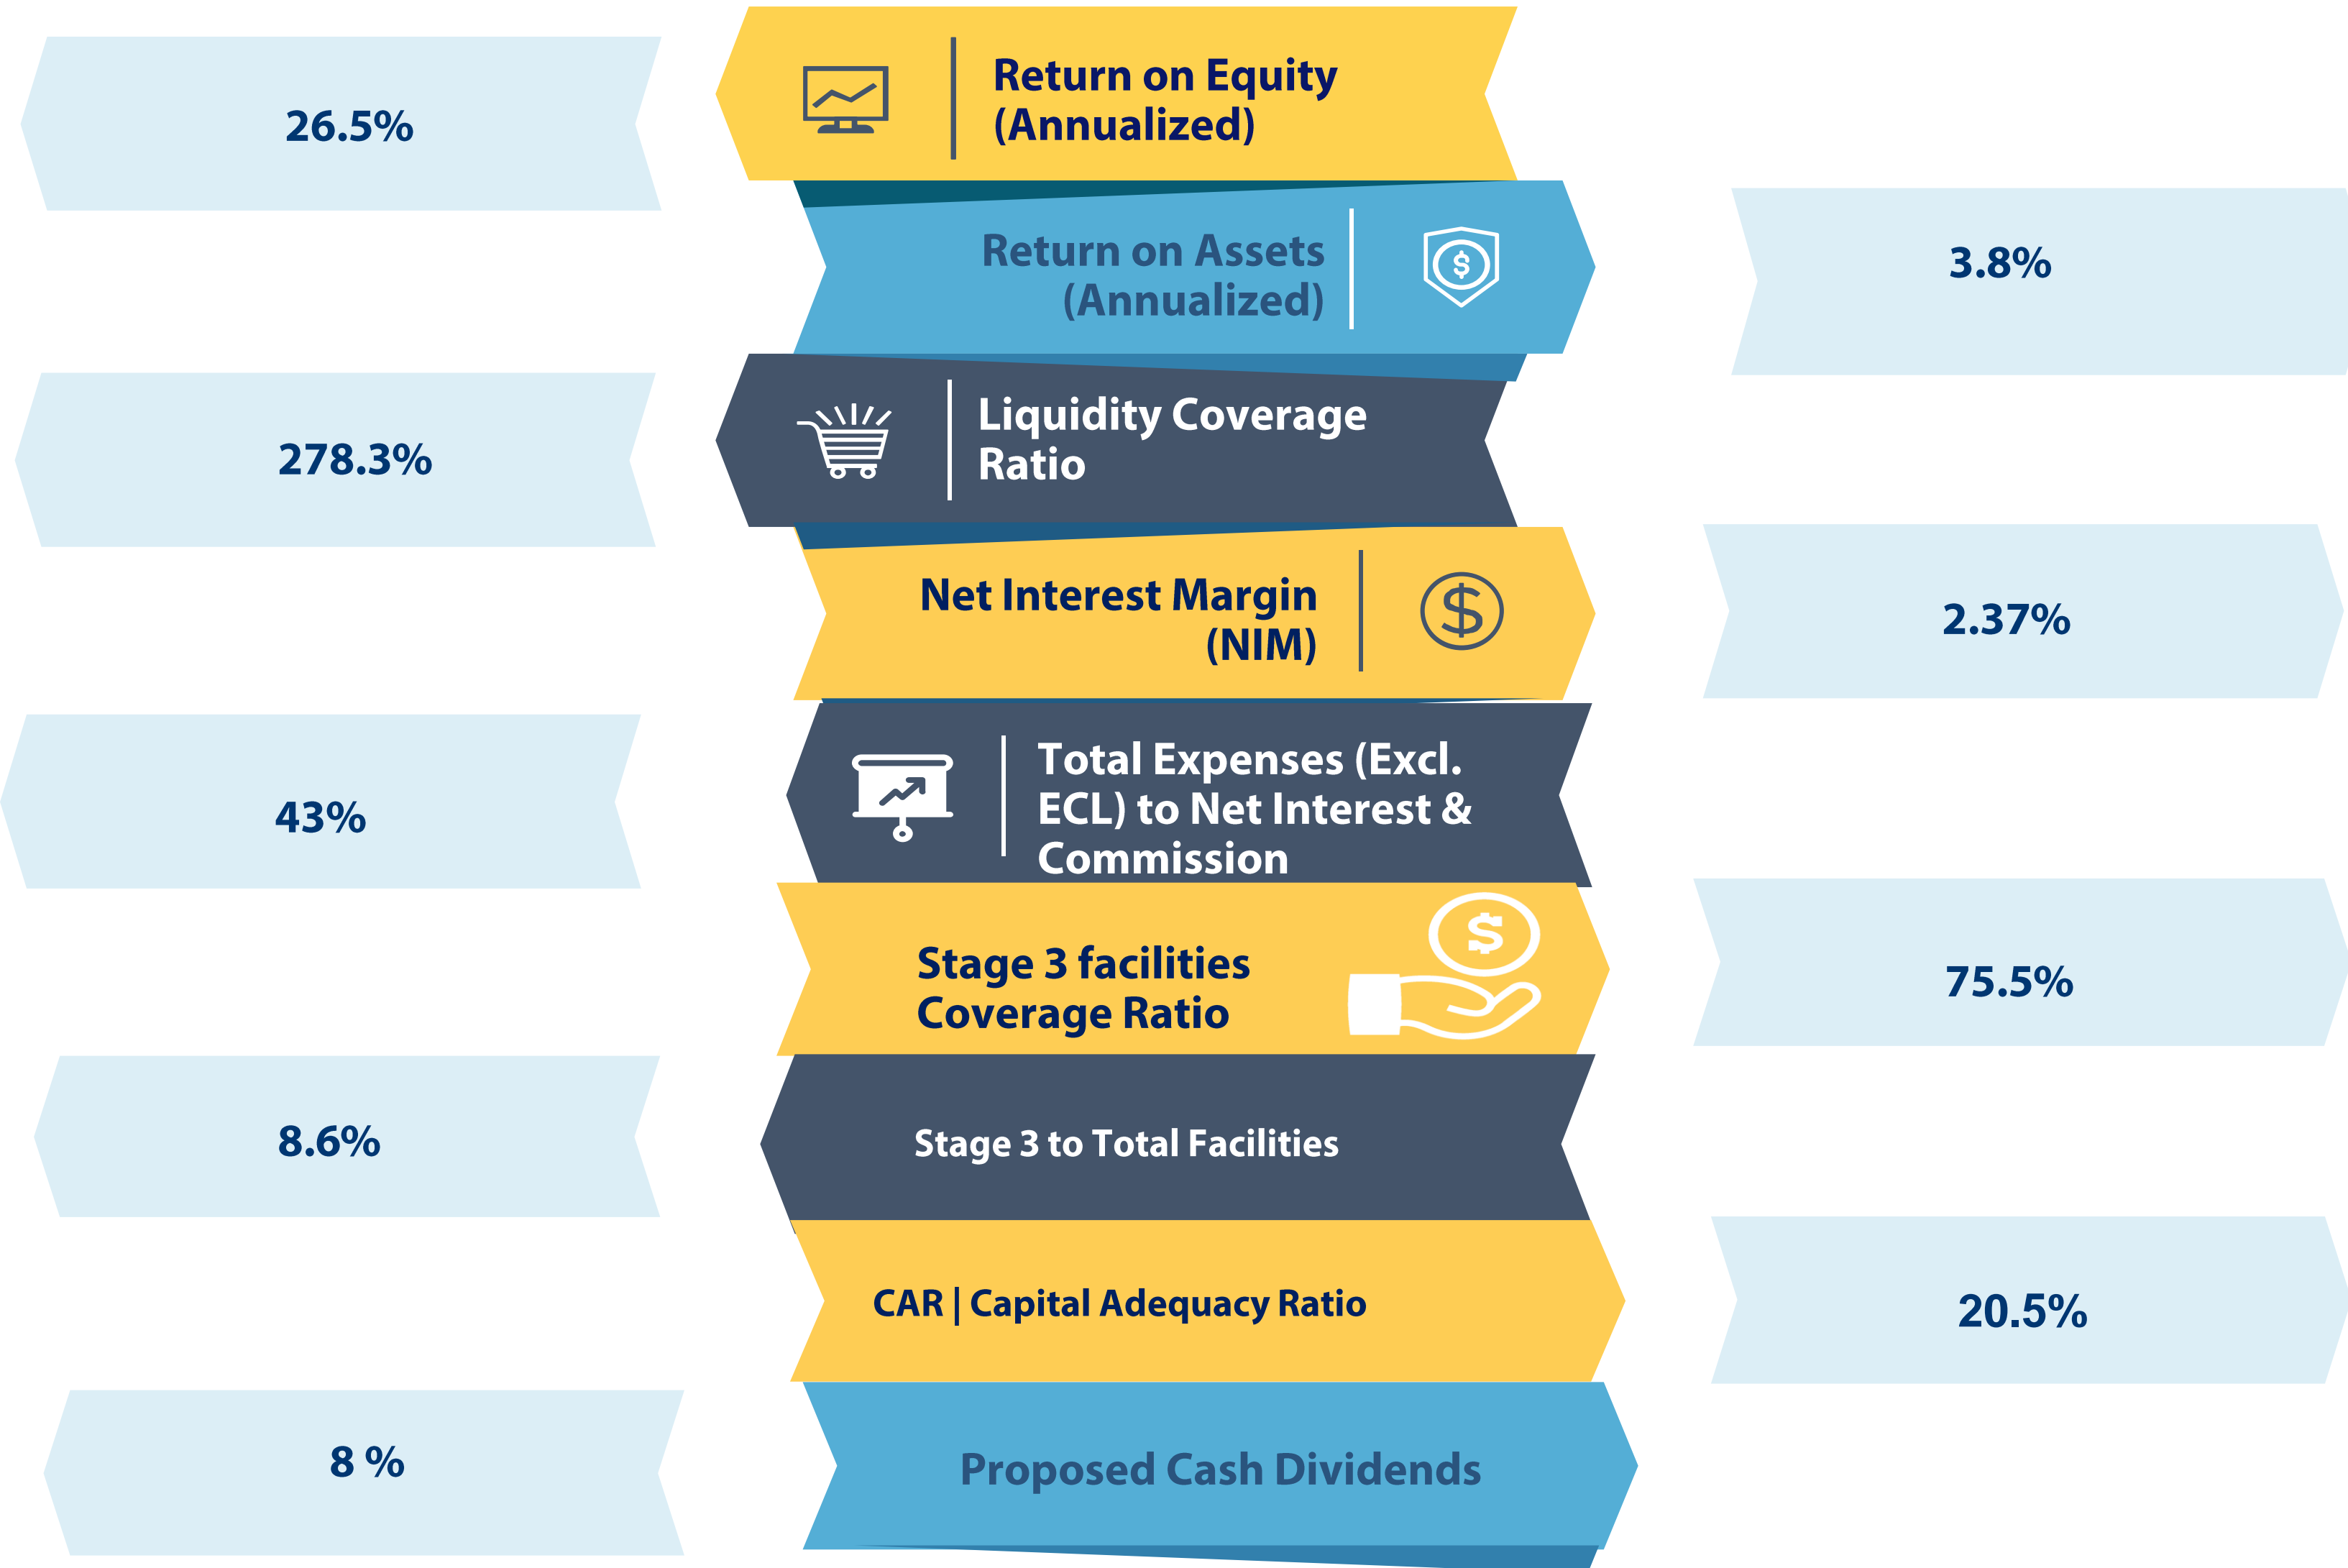 26.5%
Return on Equity
(Annualized)
Return on Assets
(Annualized)
3.8%
278.3%
Liquidity Coverage
Ratio
Net Interest Margin
(NIM)
2.37%
43%
Total Expenses (Excl.
ECL) to Net Interest &
Commission
Stage 3 facilities
Coverage Ratio
75.5%
8.6%
Stage 3 to Total Facilities
CAR | Capital Adequacy Ratio
20.5%
8 %
Proposed Cash Dividends